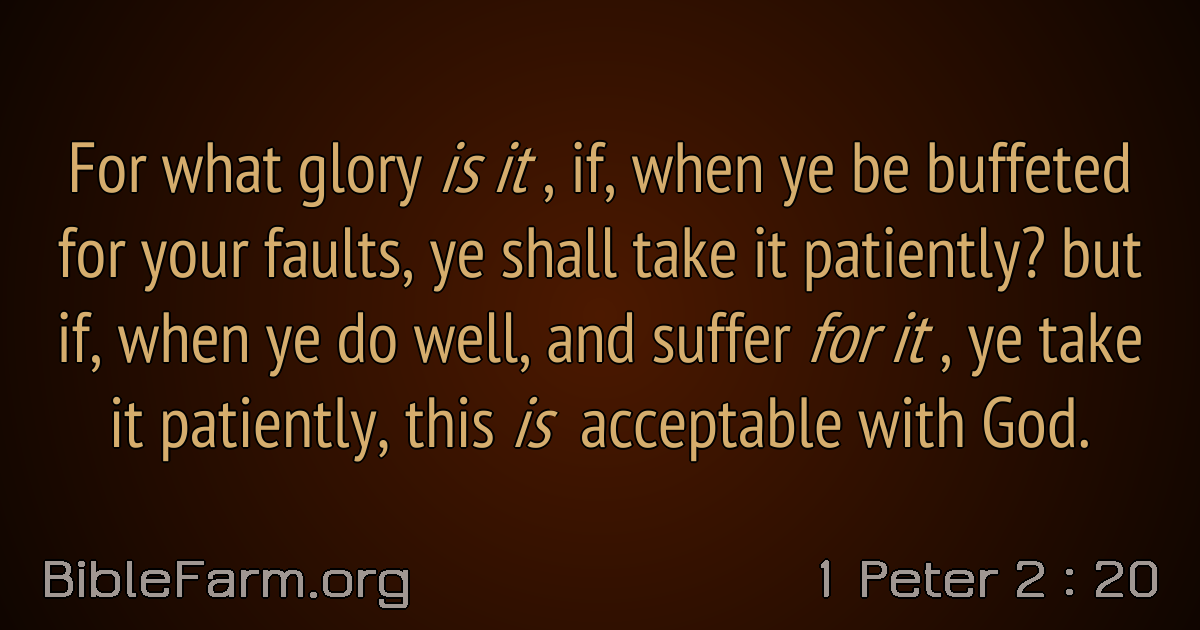 For what glory is it , if, when ye be buffeted
for your faults, ye shall take it patiently? but
if, when ye do well, and suffer for it , ye take
it patiently, this is acceptable with God.
BibleFarm.org
1 Peter 2 : 20